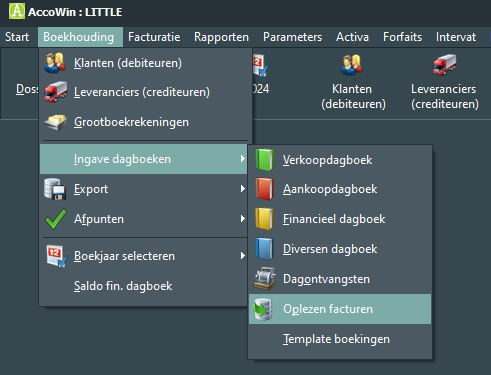 AccoWin : LITTLE
Start Boekhouding Facturatie Rapporten Parameters Activa Forfaits Intervat
Klanten (debiteuren)
Leveranciers (crediteuren)
Grootboekrekeningen
Ingave dagboeken
Export
Afpunten
Boekjaar selecteren
Saldo fin. dagboek
Verkoopdagboek
Aankoopdagboek
Financieel dagboek
Diversen dagboek
Dagontvangsten
Oplezen facturen
Template boekingen
Doss
024
Klanten
(debiteuren)
Leveranciers
(crediteuren)